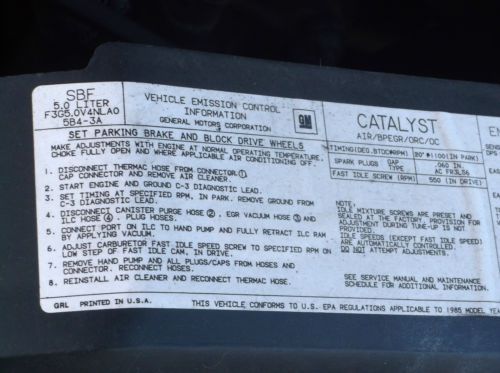 SBF
5.0 LITER
F3G5.0V4NLA0
5B4-3A
VEHICLE EMISSION CONTROL
INFORMATION
GENERAL MOTORS CORPORATION
GM
CATALYST
AIR/BPEGR/ORC/OC
SET PARKING BRAKE AND BLOCK DRIVE WHEELS
MAKE ADJUSTMENTS WITH ENGINE AT NORMAL OPERATING TEMPERATURE,
CHOKE FULLY OPEN AND WHERE APPLICABLE AIR CONDITIONING OFF.
1. DISCONNECT THERMAC HOSE FROM CONNECTOR ①
CAP CONNECTOR AND REMOVE AIR CLEANER.
2. START ENGINE AND GROUND C-3 DIAGNOSTIC LEAD.
3. SET TIMING AT SPECIFIED RPM, IN PARK. REMOVE GROUND FROM
C-3 DIAGNOSTIC LEAD.
4. DISCONNECT CANISTER PURGE HOSE ②, EGR VACUUM HOSE ③ AND
ILC HOSE ④. PLUG HOSES.
5. CONNECT PORT ON ILC TO HAND PUMP AND FULLY RETRACT ILC RAM
BY APPLYING VACUUM.
6. ADJUST CARBURETOR FAST IDLE SPEED SCREW TO SPECIFIED RPM ON
LOW STEP OF FAST IDLE CAM, IN DRIVE.
7. REMOVE HAND PUMP AND ALL PLUGS/CAPS FROM HOSES AND
CONNECTOR. RECONNECT HOSES.
8. REINSTALL AIR CLEANER AND RECONNECT THERMAC HOSE.
TIMING(DEG.BTDC@RPM) 20°@1100(IN PARK)
SPARK PLUGS GAP .060 IN
AC FR3LS6
FAST IDLE SCREW (RPM) 550 (IN DRIVE)
NOTE:
IDLE MIXTURE SCREWS ARE PRESET AND
SEALED AT THE FACTORY. PROVISION FOR
ADJUSTMENT DURING TUNE-UP IS NOT
PROVIDED.
IDLE SPEEDS (EXCEPT FAST IDLE SPEED)
ARE AUTOMATICALLY CONTROLLED.
DO NOT ATTEMPT ADJUSTMENTS.
SEE SERVICE MANUAL AND MAINTENANCE
SCHEDULE FOR ADDITIONAL INFORMATION.
GRL PRINTED IN U.S.A.
THIS VEHICLE CONFORMS TO U.S. EPA REGULATIONS APPLICABLE TO 1985 MODEL YEA